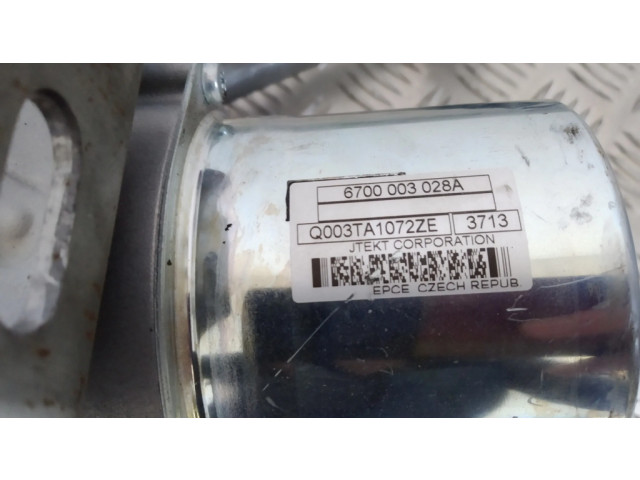 6700 003 028A
Q003TA1072ZE 3713
JTEKT CORPORATION
EPCE CZECH REPUB.